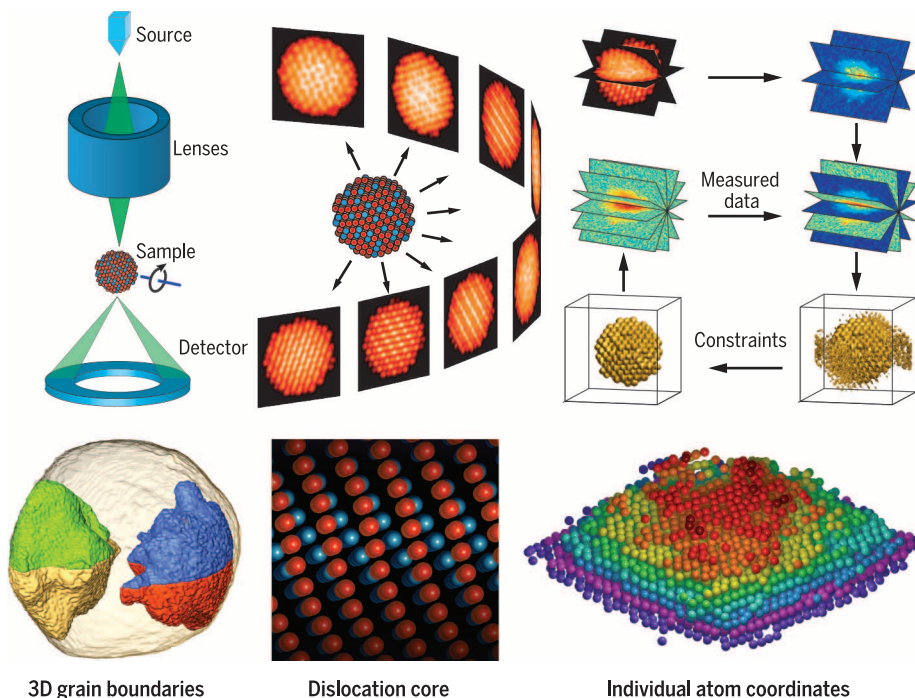 Source
Lenses
Sample
Detector
Measured
data
Constraints
3D grain boundaries
Dislocation core
Individual atom coordinates